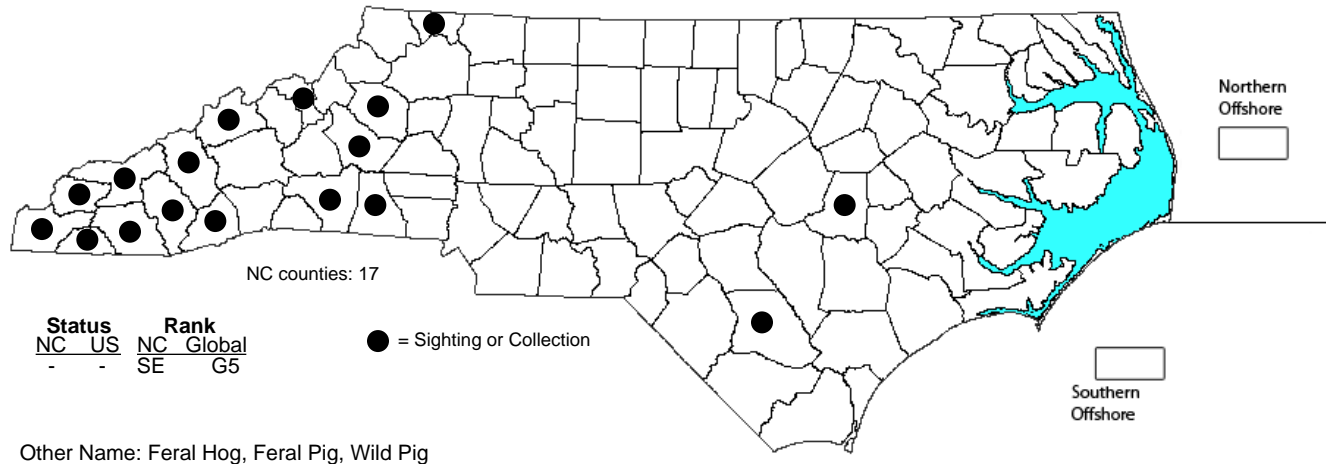 Northern
Offshore
NC counties: 17
Status Rank
NC US NC Global
- - SE G5
= Sighting or Collection
Southern
Offshore
Other Name: Feral Hog, Feral Pig, Wild Pig